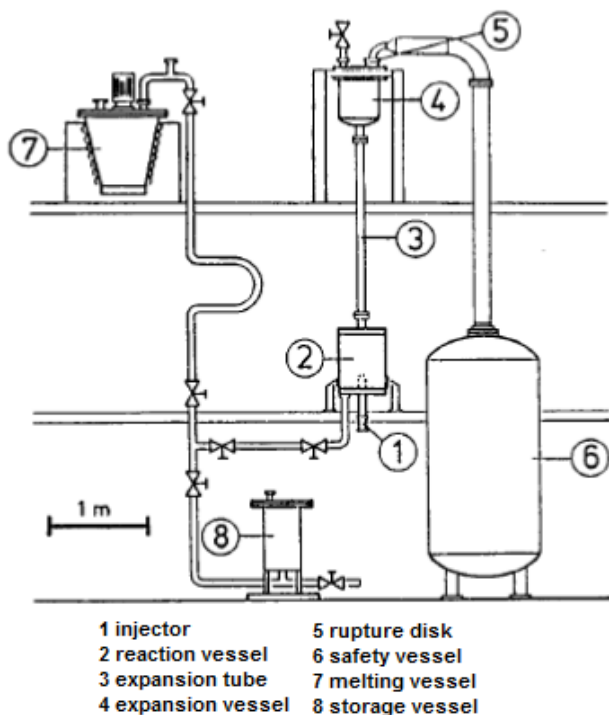 5
4
7
3
2
1
6
1 m
8
1 injector
2 reaction vessel
3 expansion tube
4 expansion vessel
5 rupture disk
6 safety vessel
7 melting vessel
8 storage vessel